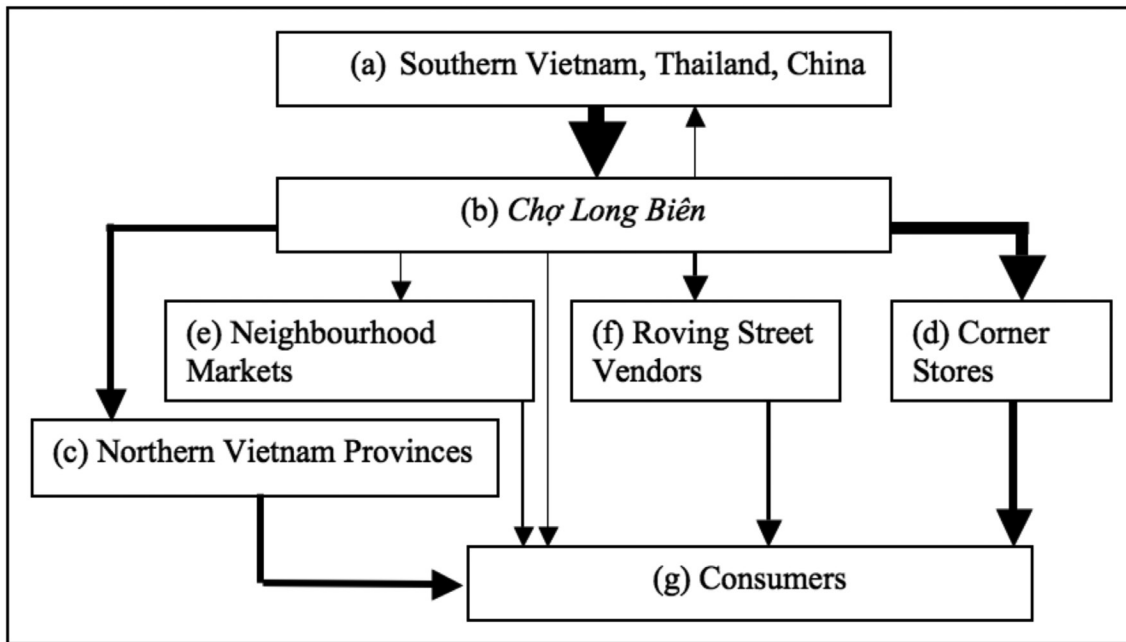 (a) Southern Vietnam, Thailand, China
(b) Chợ Long Biên
(e) Neighbourhood
Markets
(f) Roving Street
Vendors
(d) Corner
Stores
(c) Northern Vietnam Provinces
(g) Consumers